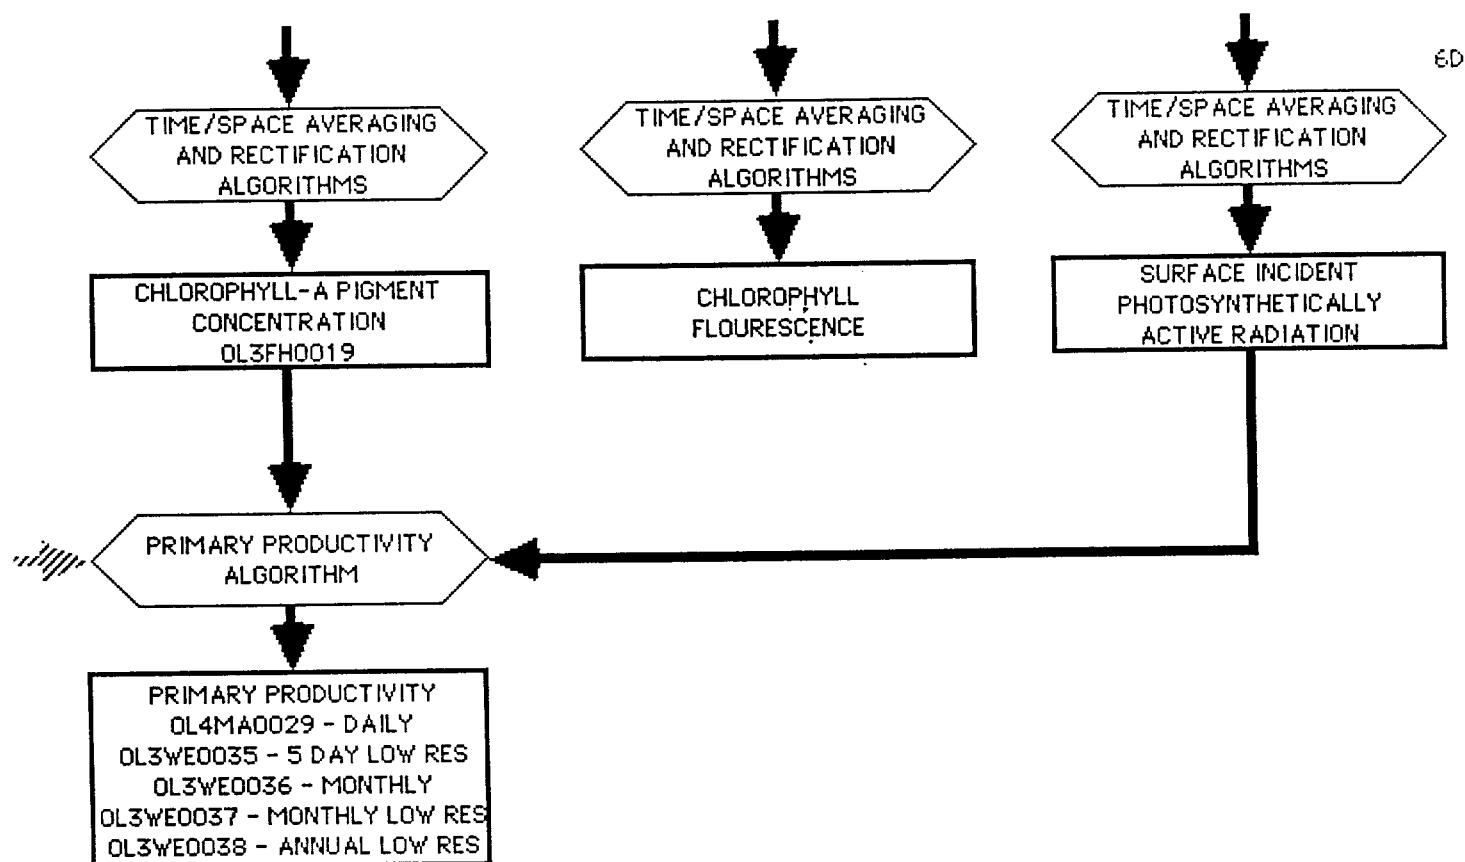 6D
TIME/SPACE AVERAGING
AND RECTIFICATION
ALGORITHMS
TIME/SPACE AVERAGING
AND RECTIFICATION
ALGORITHMS
TIME/SPACE AVERAGING
AND RECTIFICATION
ALGORITHMS
CHLOROPHYLL-A PIGMENT
CONCENTRATION
OL3FH0019
CHLOROPHYLL
FLOURESCENCE
SURFACE INCIDENT
PHOTOSYNTHETICALLY
ACTIVE RADIATION
PRIMARY PRODUCTIVITY
ALGORITHM
PRIMARY PRODUCTIVITY
OL4MA0029 - DAILY
OL3WE0035 - 5 DAY LOW RES
OL3WE0036 - MONTHLY
OL3WE0037 - MONTHLY LOW RES
OL3WE0038 - ANNUAL LOW RES